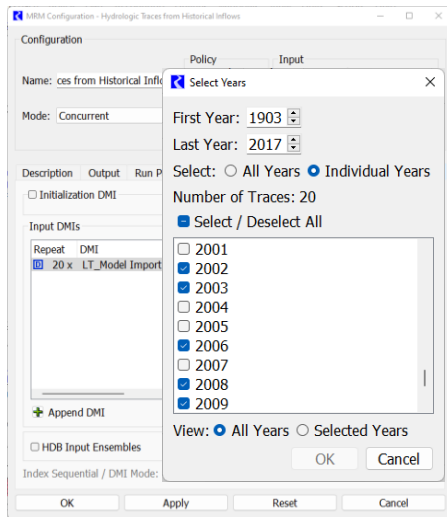 MRM Configuration - Hydrologic Traces from Historical Inflows
Configuration
Policy
Input
Name: ces from Historical Inflo
Mode: Concurrent
Description Output Run P
Initialization DMI
Input DMIs
Repeat DMI
D 20 x LT_Model Import
Append DMI
HDB Input Ensembles
Index Sequential / DMI Mode:
OK Apply Reset Cancel
Select Years
First Year: 1903
Last Year: 2017
Select: All Years Individual Years
Number of Traces: 20
Select / Deselect All
2001
2002
2003
2004
2005
2006
2007
2008
2009
View: All Years Selected Years
OK Cancel